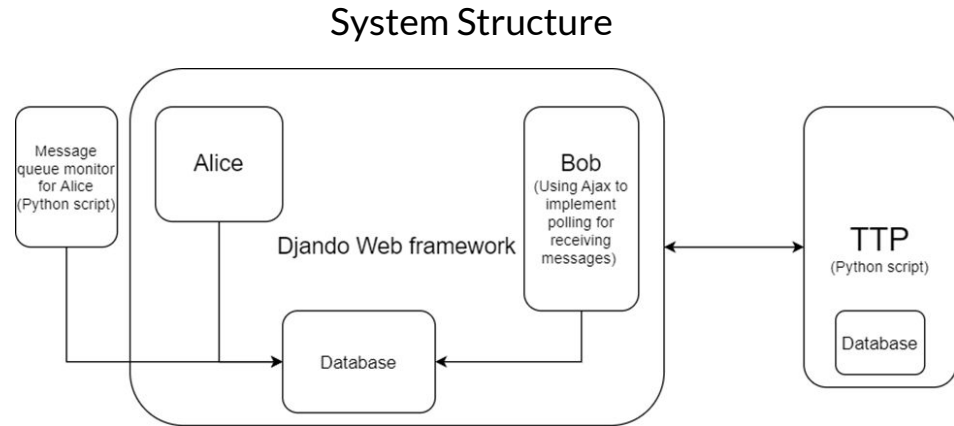 System Structure
Message
queue monitor
for Alice
(Python script)
Alice
Bob
(Using Ajax to
implement
polling for
receiving
messages)
Djando Web framework
Database
TTP
(Python script)
Database